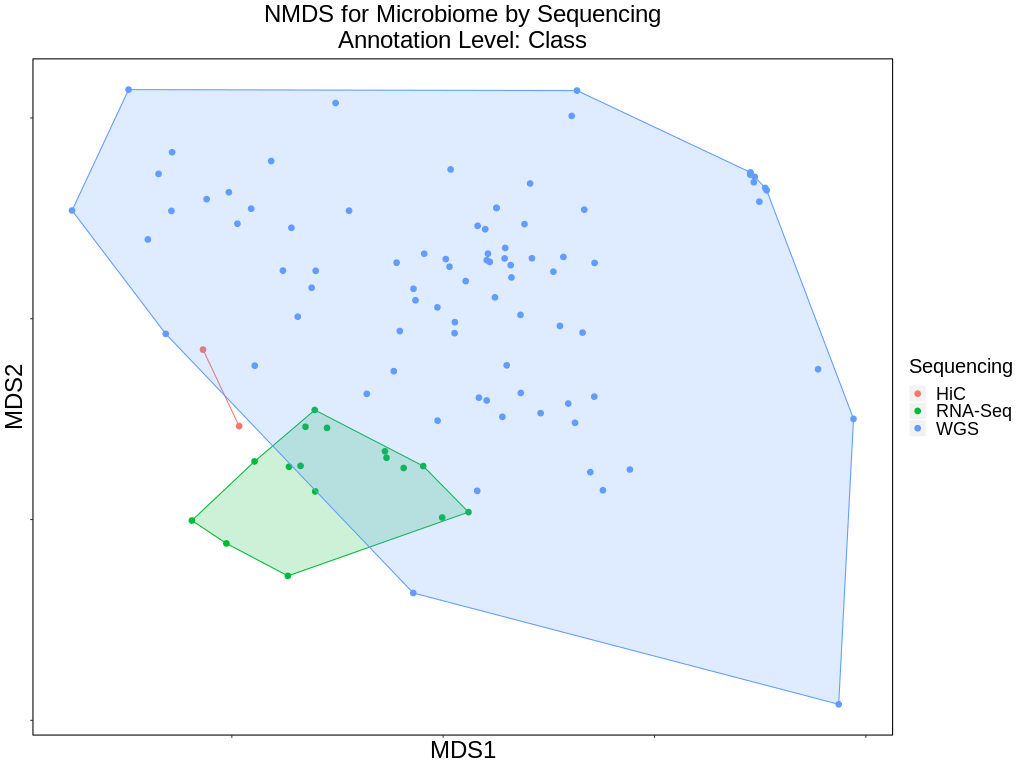 NMDS for Microbiome by Sequencing
Annotation Level: Class
MDS2
Sequencing
HiC
RNA-Seq
WGS
MDS1